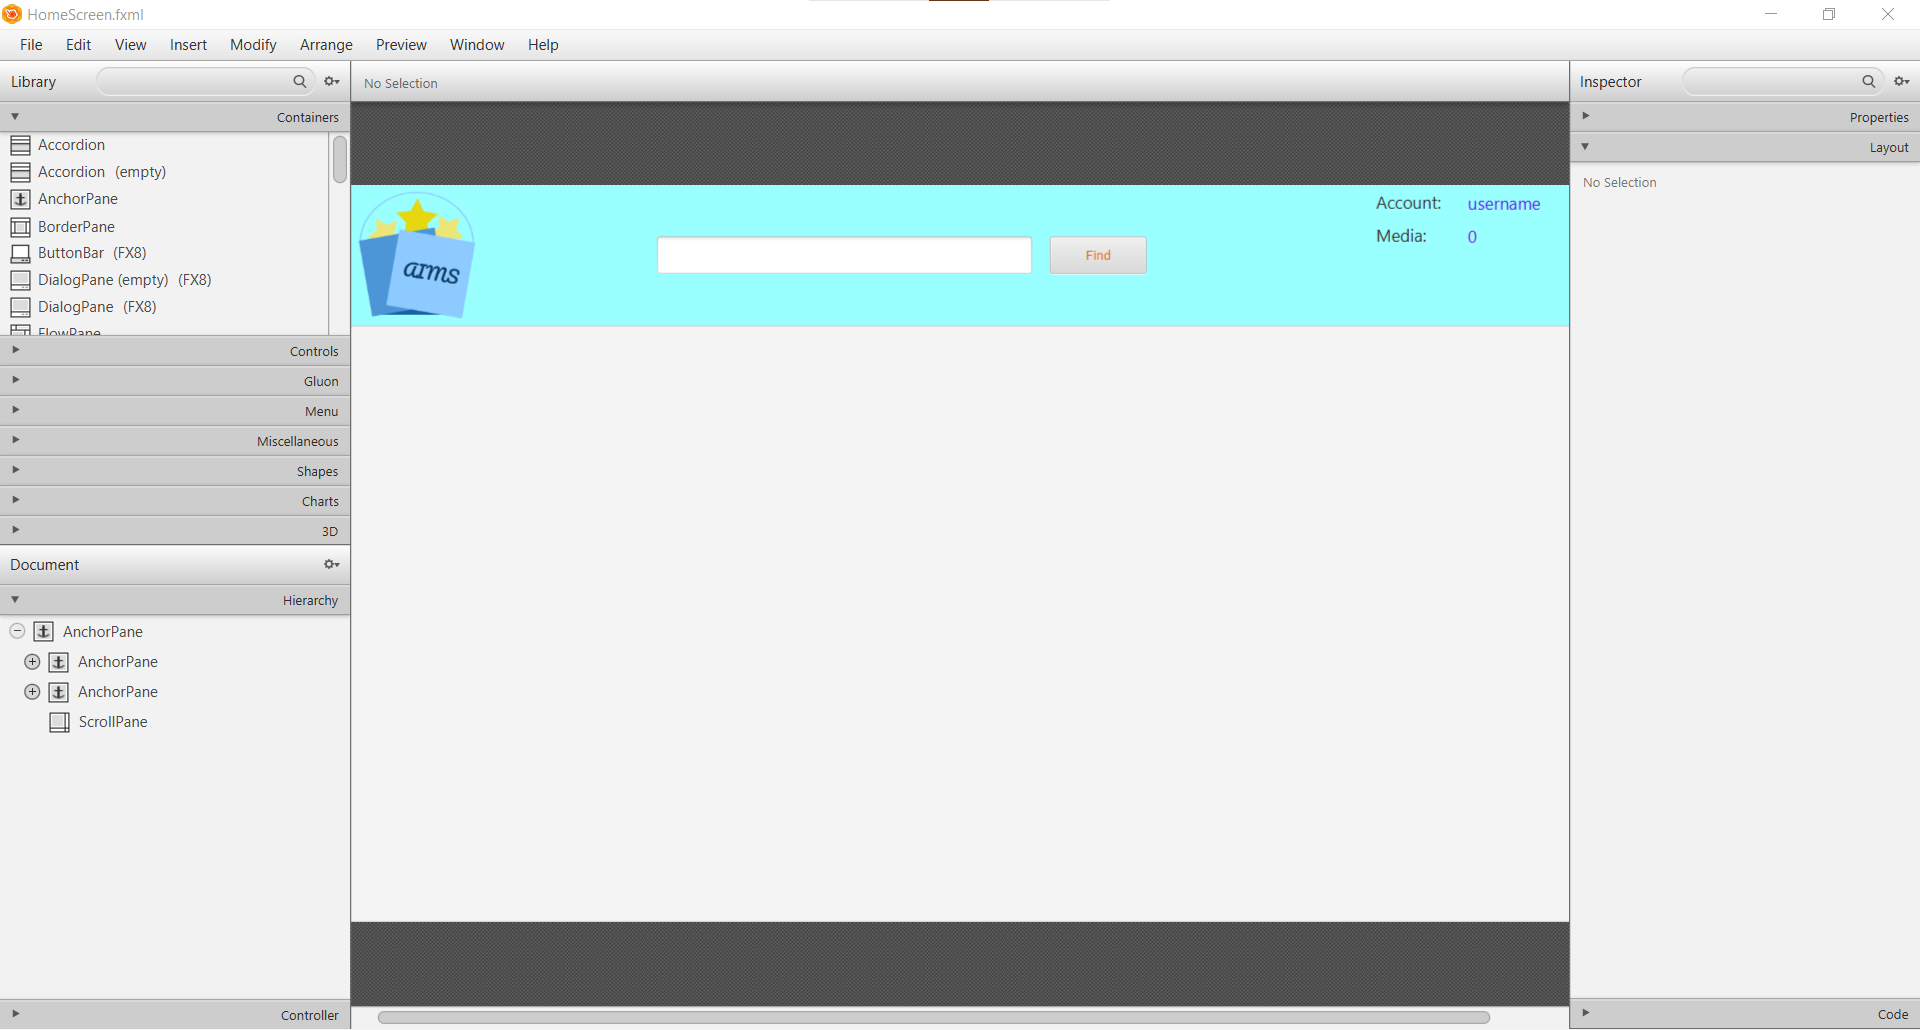 HomeScreen.fxml
File Edit View Insert Modify Arrange Preview Window Help
Library
No Selection
Inspector
Containers
Accordion
Accordion (empty)
AnchorPane
BorderPane
ButtonBar (FX8)
DialogPane (empty) (FX8)
DialogPane (FX8)
FlowPane
Controls
Gluon
Menu
Miscellaneous
Shapes
Charts
3D
Document
Hierarchy
AnchorPane
AnchorPane
AnchorPane
ScrollPane
Controller
arms
Find
Account: username
Media: 0
Properties
Layout
No Selection
Code